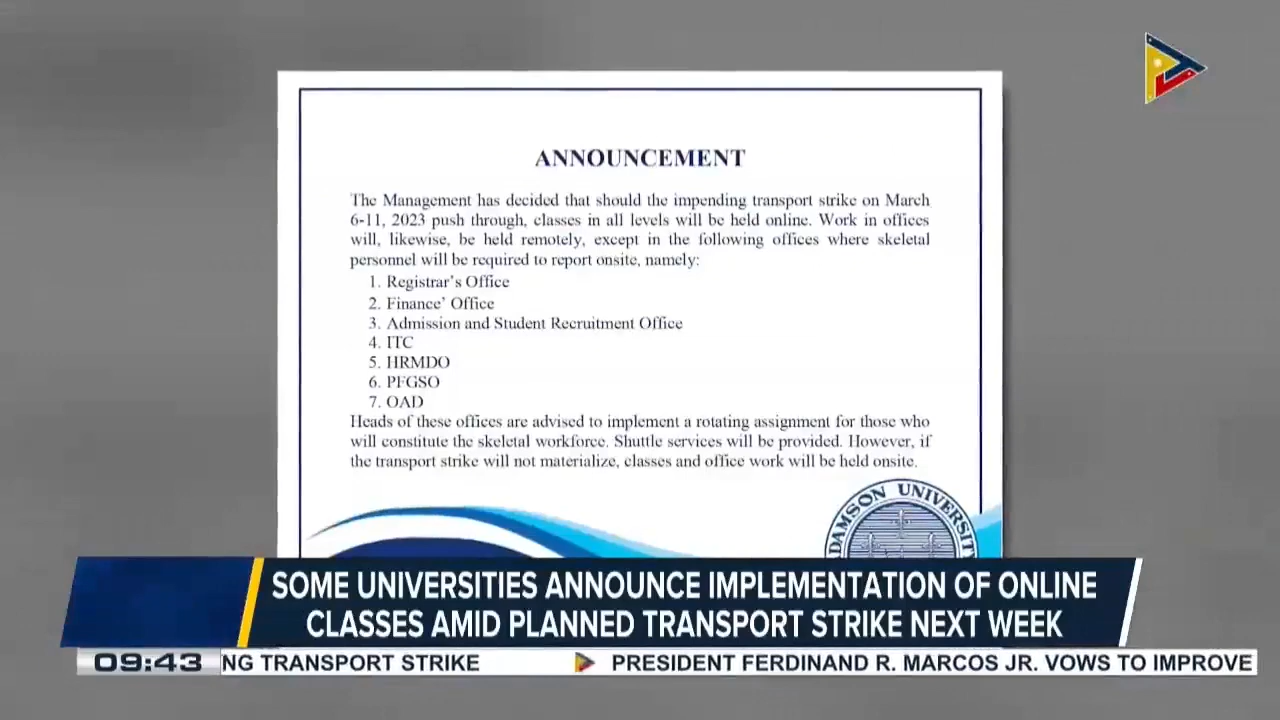 ANNOUNCEMENT
The Management has decided that should the impending transport strike on March
6-11, 2023 push through, classes in all levels will be held online. Work in offices
will, likewise, be held remotely, except in the following offices where skeletal
personnel will be required to report onsite, namely:
1. Registrar's Office
2. Finance' Office
3. Admission and Student Recruitment Office
4. ITC
5. HRMDO
6. PFGSO
7. OAD
Heads of these offices are advised to implement a rotating assignment for those who
will constitute the skeletal workforce. Shuttle services will be provided. However, if
the transport strike will not materialize, classes and office work will be held onsite.
DAMSON UNIVERSITY
SOME UNIVERSITIES ANNOUNCE IMPLEMENTATION OF ONLINE
CLASSES AMID PLANNED TRANSPORT STRIKE NEXT WEEK
09:43 NG TRANSPORT STRIKE PRESIDENT FERDINAND R. MARCOS JR. VOWS TO IMPROVE